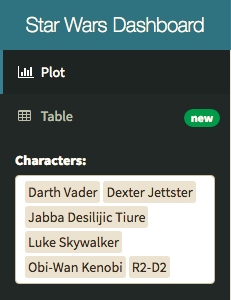 Star Wars Dashboard
Plot
Table new
Characters:
Darth Vader Dexter Jettster
Jabba Desilijic Tiure
Luke Skywalker
Obi-Wan Kenobi R2-D2